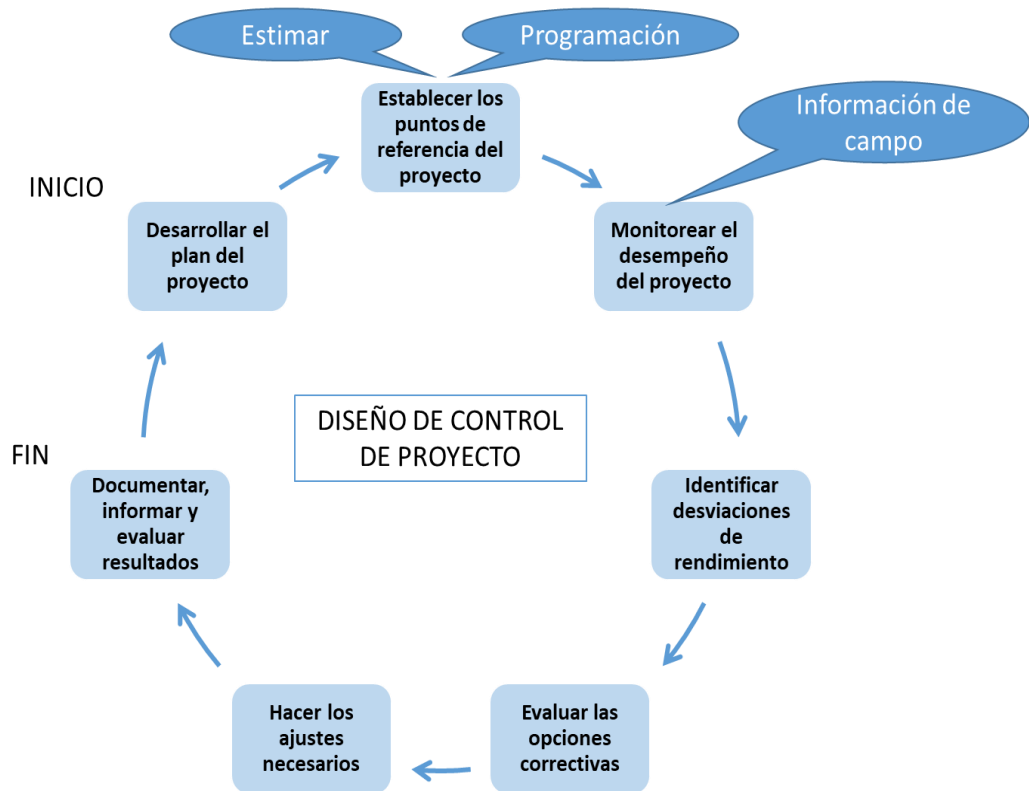 Estimar
Programación
Establecer los
puntos de
referencia del
proyecto
Información de
campo
INICIO
Desarrollar el
plan del
proyecto
Monitorear el
desempeño
del proyecto
DISEÑO DE CONTROL
DE PROYECTO
FIN
Documentar,
informar y
evaluar
resultados
Identificar
desviaciones
de
rendimiento
Hacer los
ajustes
necesarios
Evaluar las
opciones
correctivas